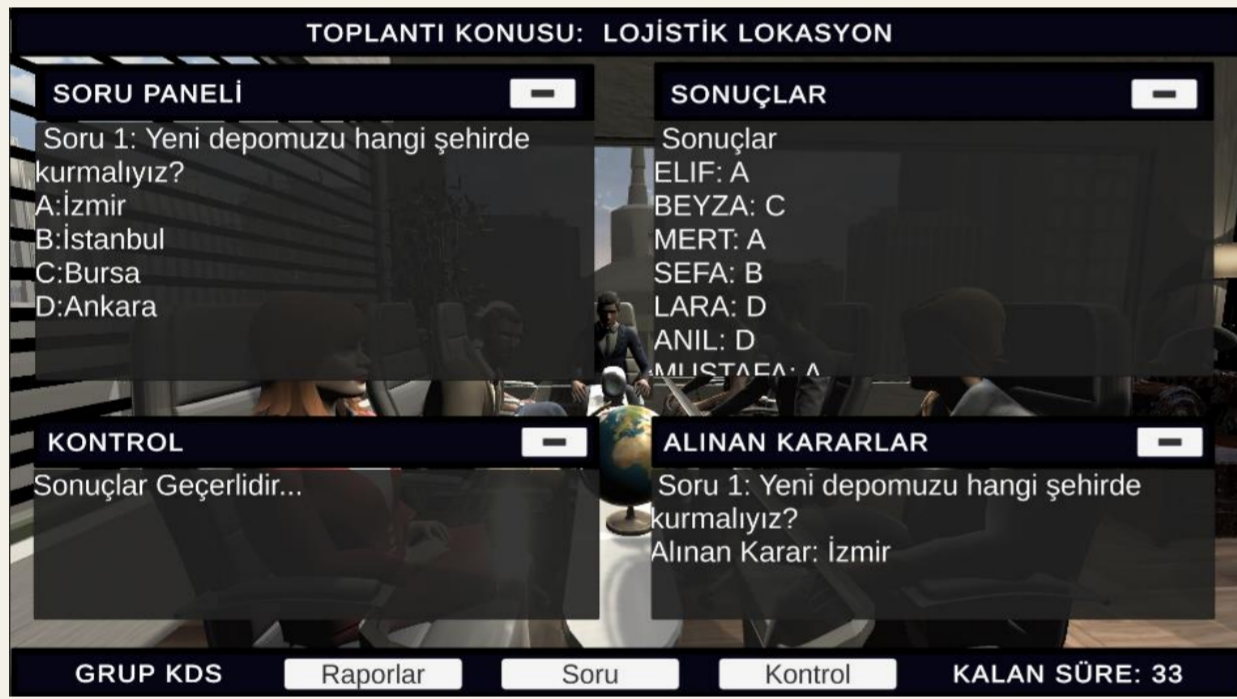 TOPLANTI KONUSU: LOJİSTİK LOKASYON
SORU PANELİ
Soru 1: Yeni depomuzu hangi şehirde
kurmalıyız?
A:İzmir
B:İstanbul
C:Bursa
D:Ankara
SONUÇLAR
Sonuçlar
ELIF: A
BEYZA: C
MERT: A
SEFA: B
LARA: D
ANIL: D
MUSTAFA: A
KONTROL
Sonuçlar Geçerlidir...
ALINAN KARARLAR
Soru 1: Yeni depomuzu hangi şehirde
kurmalıyız?
Alınan Karar: İzmir
GRUP KDS
Raporlar
Soru
Kontrol
KALAN SÜRE: 33